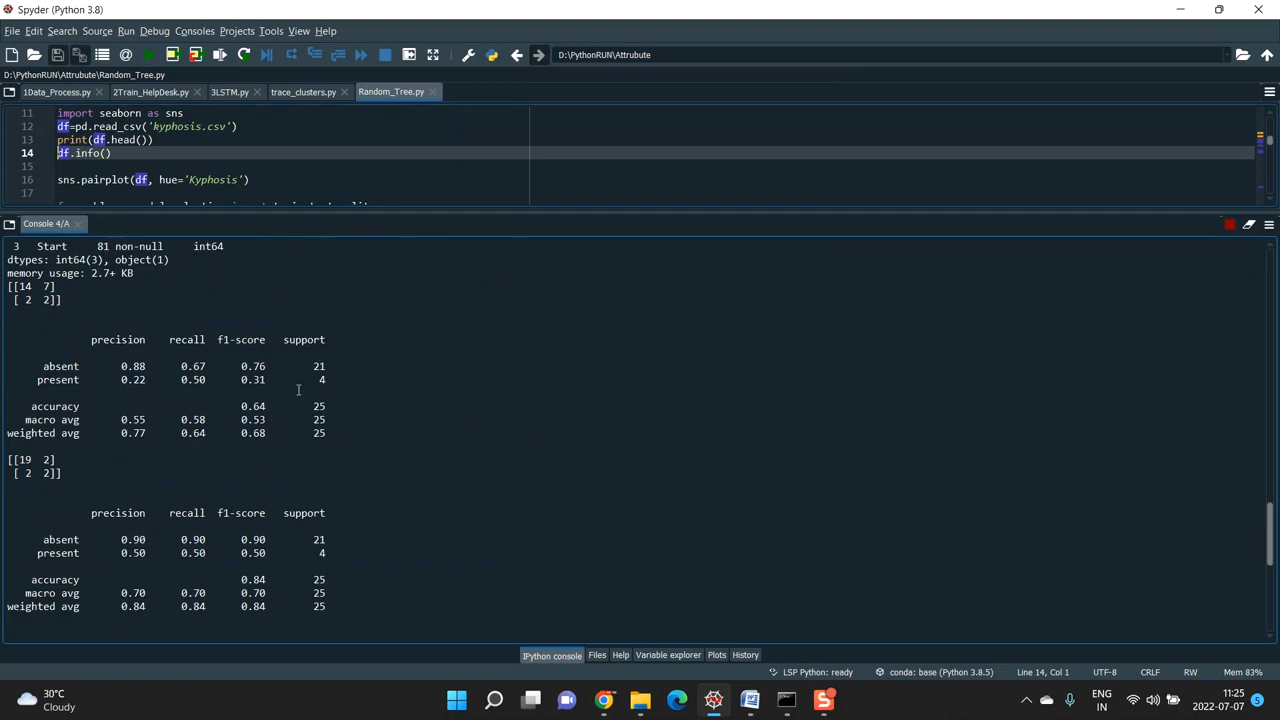 Spyder (Python 3.8)
File Edit Search Source Run Debug Consoles Projects Tools View Help
D:\PythonRUN\Attrubute
D:\PythonRUN\Attrubute\Random_Tree.py
1Data_Process.py 2Train_HelpDesk.py 3LSTM.py trace_clusters.py Random_Tree.py
11 import seaborn as sns
12 df=pd.read_csv('kyphosis.csv')
13 print(df.head())
14 df.info()
15
16 sns.pairplot(df, hue='Kyphosis')
17
Console 4/A
3 Start 81 non-null int64
dtypes: int64(3), object(1)
memory usage: 2.7+ KB
[[14 7]
[ 2 2]]
precision recall f1-score support
absent 0.88 0.67 0.76 21
present 0.22 0.50 0.31 4
accuracy 0.64 25
macro avg 0.55 0.58 0.53 25
weighted avg 0.77 0.64 0.68 25
[[19 2]
[ 2 2]]
precision recall f1-score support
absent 0.90 0.90 0.90 21
present 0.50 0.50 0.50 4
accuracy 0.84 25
macro avg 0.70 0.70 0.70 25
weighted avg 0.84 0.84 0.84 25
IPython console Files Help Variable explorer Plots History
LSP Python: ready conda: base (Python 3.8.5) Line 14, Col 1 UTF-8 CRLF RW Mem 83%
30°C
Cloudy
ENG
IN
11:25
2022-07-07
5